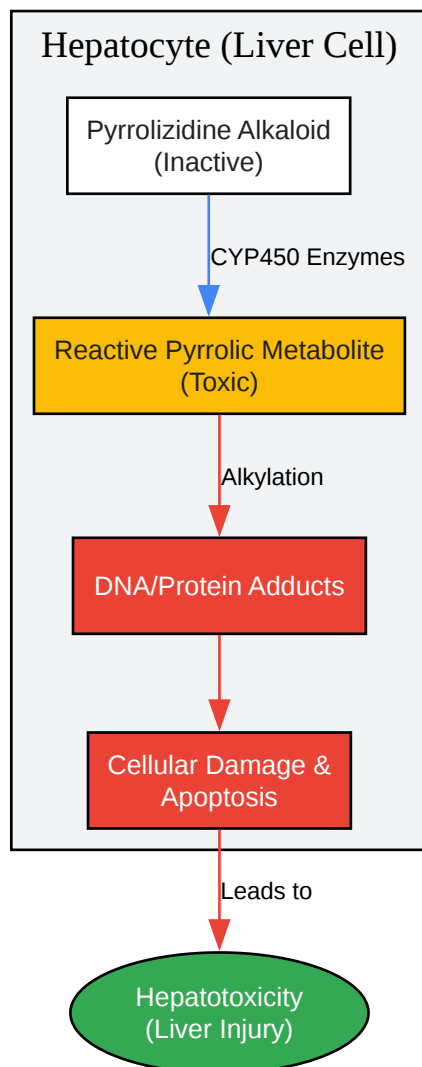 Hepatocyte (Liver Cell)
Pyrrolizidine Alkaloid
(Inactive)
CYP450 Enzymes
Reactive Pyrrolic Metabolite
(Toxic)
Alkylation
DNA/Protein Adducts
Cellular Damage &
Apoptosis
Leads to
Hepatotoxicity
(Liver Injury)